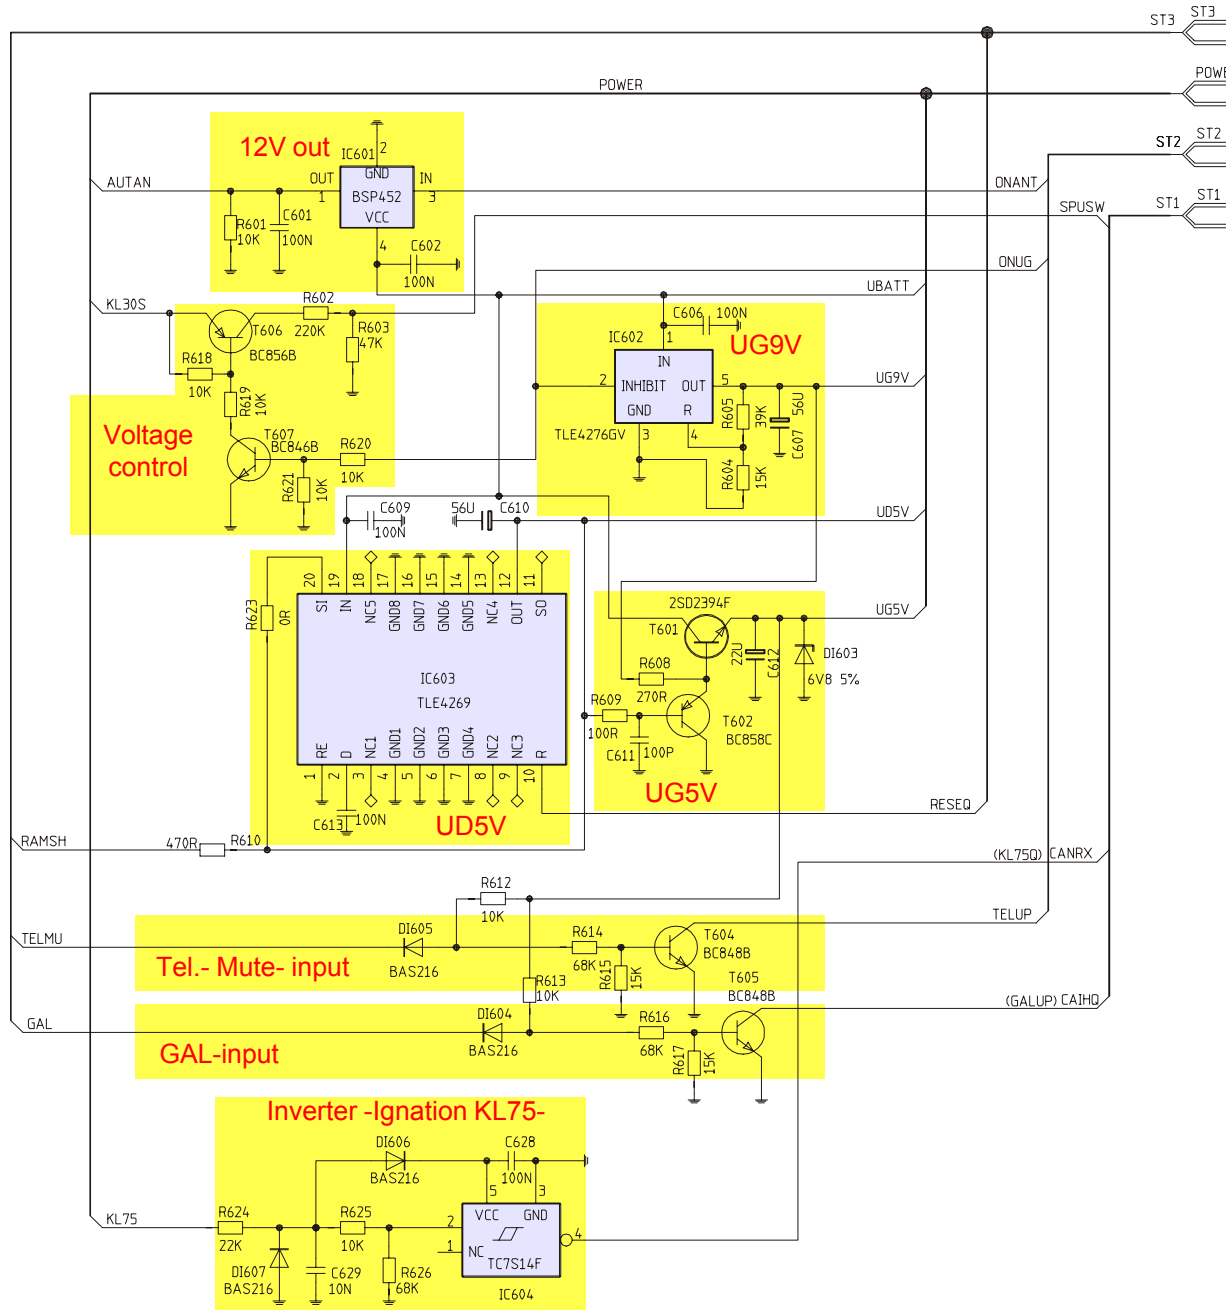 ST3
ST3
POWER
POWE
ST2
ST2
ST1
ST1
12V out
IC601
2
GND
BSP452
VCC
OUT
1
IN
3
4
AUTAN
R601
10K
C601
100N
C602
100N
ONANT
SPUSW
ONUG
UBATT
KL30S
R602
220K
T606
BC856B
R603
47K
R618
10K
R619
10K
Voltage
control
T607
BC846B
R620
10K
R621
10K
C606
100N
IC602
UG9V
1
IN
2
INHIBIT
OUT
5
GND
R
3
4
TLE4276GV
R605
39K
56U
C607
R604
15K
UG9V
C609
100N
56U
C610
UD5V
R623
0R
20
19
18
17
16
15
14
13
12
11
SI
IN
NC5
GND8
GND7
GND6
GND5
NC4
OUT
SO
IC603
TLE4269
RE
D
NC1
GND1
GND2
GND3
GND4
NC2
NC3
R
1
2
3
4
5
6
7
8
9
10
C613
100N
UD5V
2SD2394F
T601
UG5V
22U
C612
DI603
6V8 5%
R608
270R
R609
100R
C611
100P
T602
BC858C
UG5V
RESEQ
RAMSH
470R
R610
(KL75Q) CANRX
R612
10K
TELUP
TELMU
DI605
BAS216
R614
68K
R615
15K
T604
BC848B
Tel.- Mute- input
R613
10K
T605
BC848B
(GALUP) CAIHQ
GAL
DI604
BAS216
R616
68K
R617
15K
GAL-input
Inverter -Ignation KL75-
DI606
BAS216
C628
100N
5
3
VCC
GND
2
1
NC
TC7S14F
4
IC604
KL75
R624
22K
R625
10K
DI607
BAS216
C629
10N
R626
68K